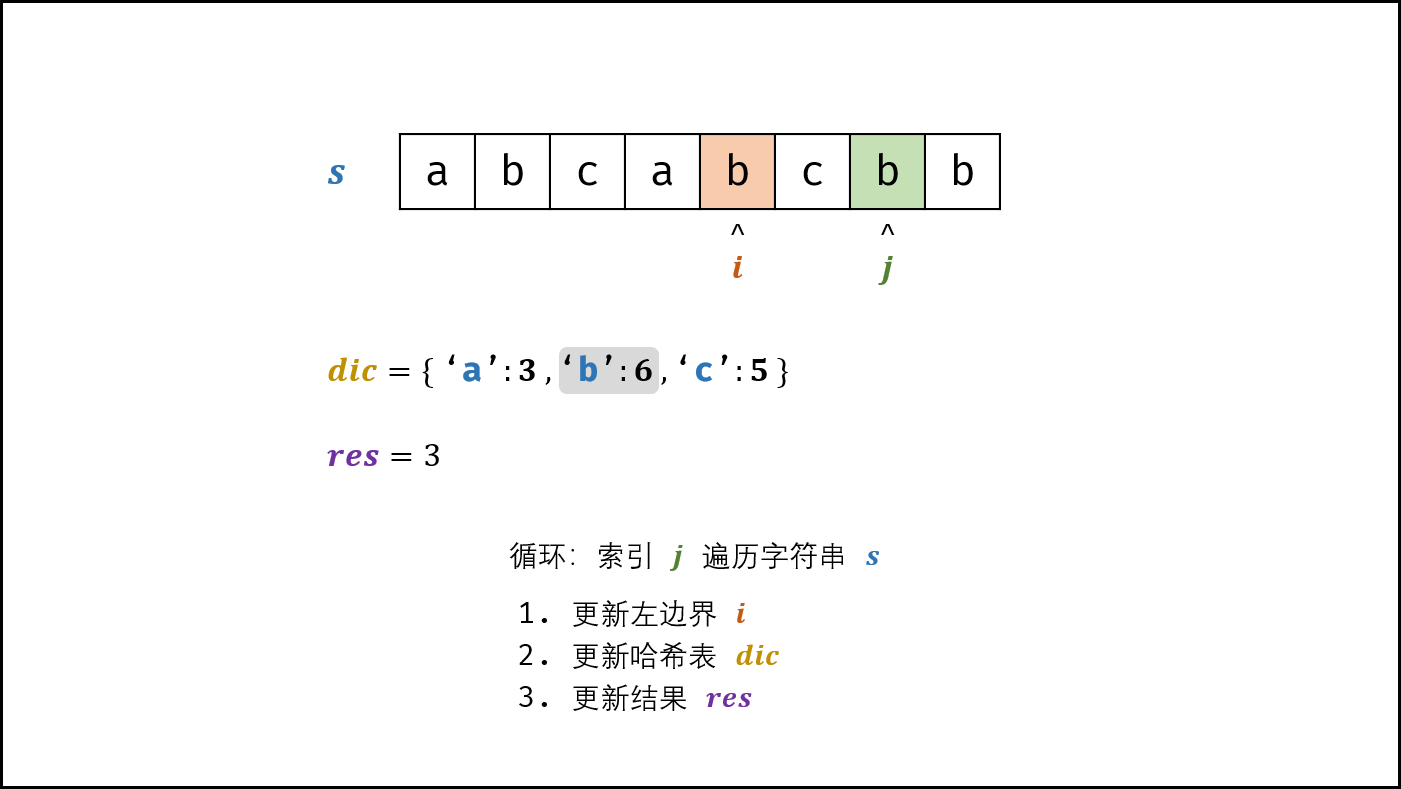 s a b c a b c b b
^ ^
i j
dic = { ‘a’:3, ‘b’:6, ‘c’:5 }
res = 3
循环: 索引 j 遍历字符串 s
1. 更新左边界 i
2. 更新哈希表 dic
3. 更新结果 res